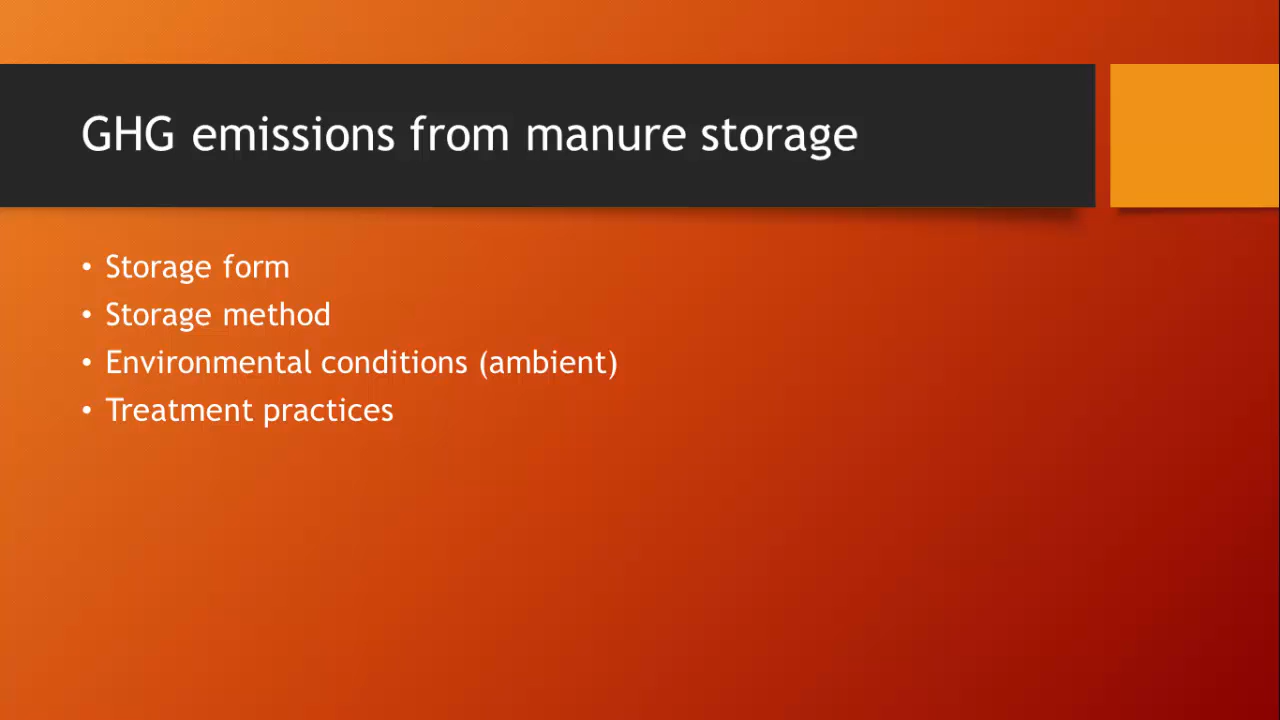 GHG emissions from manure storage
• Storage form
• Storage method
• Environmental conditions (ambient)
• Treatment practices